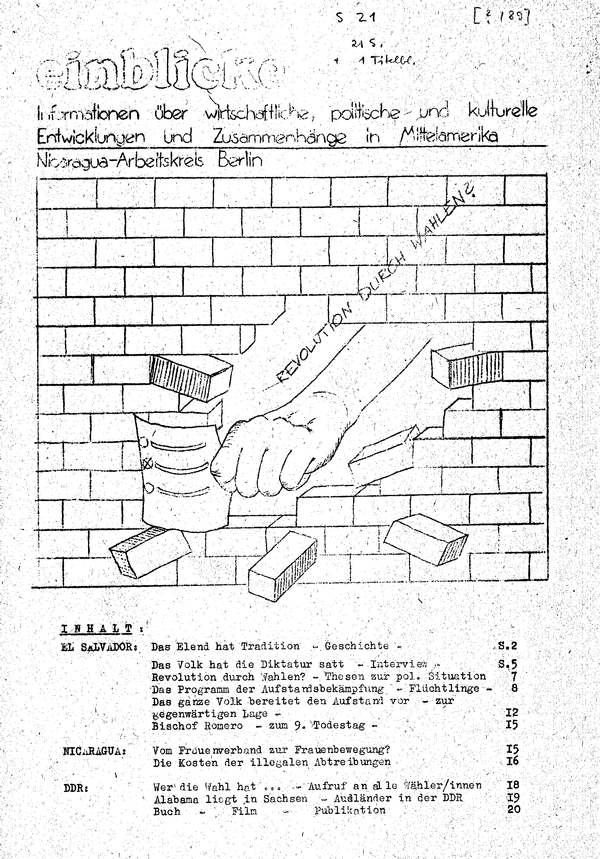 S 21 [? / 89]
21 S.
+ 1 Titelbl.
einblicke
Informationen über wirtschaftliche, politische und kulturelle
Entwicklungen und Zusammenhänge in Mittelamerika
Nicaragua-Arbeitskreis Berlin
REVOLUTION DURCH WAHLEN?
INHALT:
EL SALVADOR: Das Elend hat Tradition - Geschichte - S.2
Das Volk hat die Diktatur satt - Interview - S.5
Revolution durch Wahlen? - Thesen zur pol. Situation 7
Das Programm der Aufstandsbekämpfung - Flüchtlinge - 8
Das ganze Volk bereitet den Aufstand vor - zur
gegenwärtigen Lage - I2
Bischof Romero - zum 9. Todestag - I5
NICARAGUA: Vom Frauenverband zur Frauenbewegung? I5
Die Kosten der illegalen Abtreibungen I6
DDR: Wer die Wahl hat ... - Aufruf an alle Wähler/innen I8
Alabama liegt in Sachsen - Audländer in der DDR I9
Buch - Film - Publikation 20